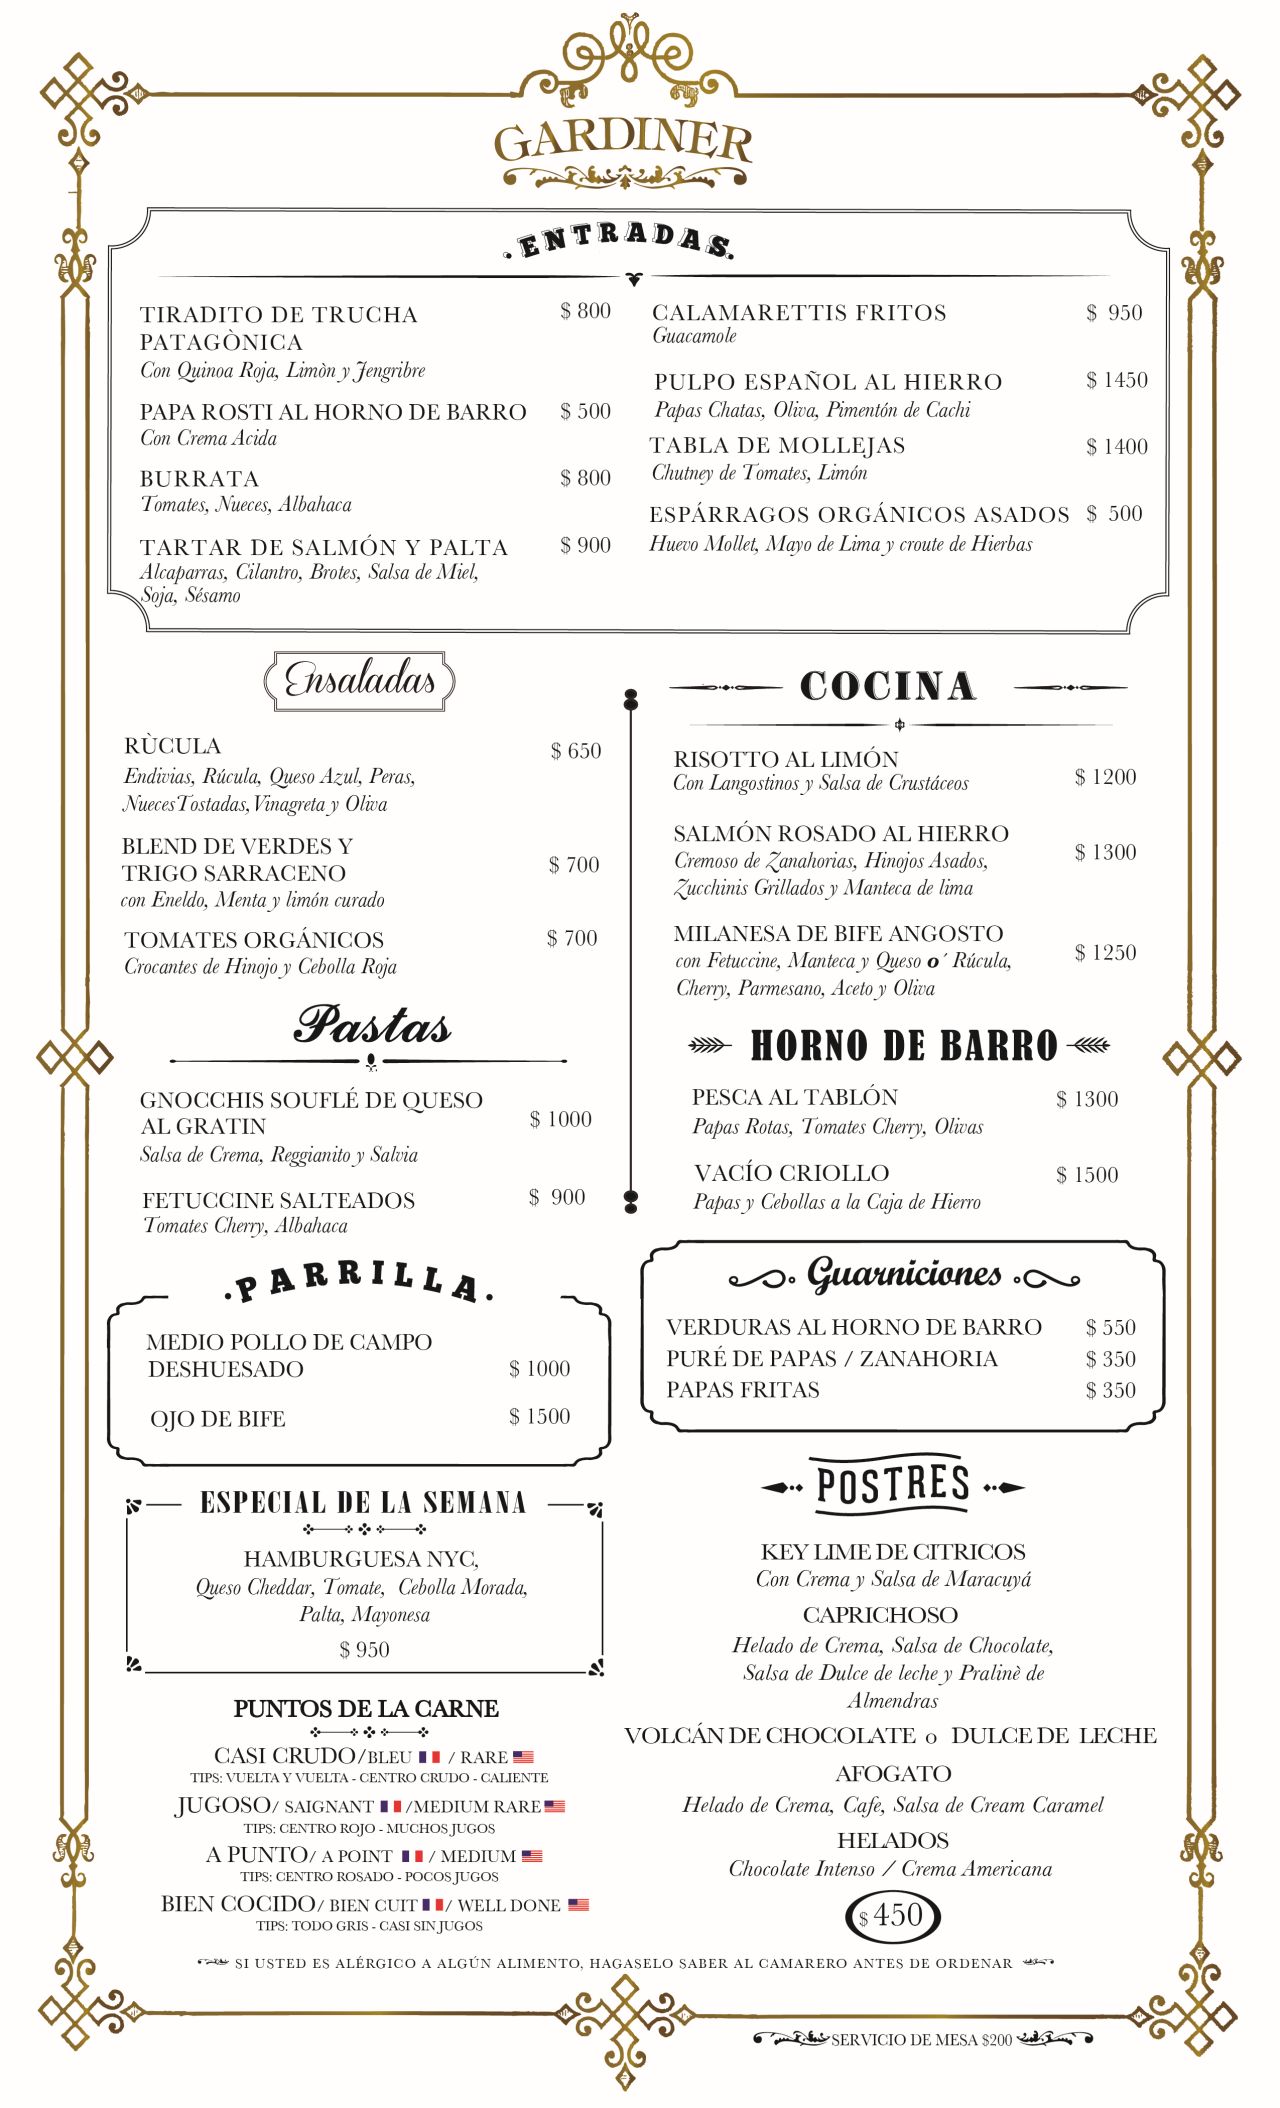 GARDINER
ENTRADAS
TIRADITO DE TRUCHA $ 800
PATAGÒNICA
Con Quinoa Roja, Limòn y Jengribre
PAPA ROSTI AL HORNO DE BARRO $ 500
Con Crema Acida
BURRATA $ 800
Tomates, Nueces, Albahaca
TARTAR DE SALMÓN Y PALTA $ 900
Alcaparras, Cilantro, Brotes, Salsa de Miel,
Soja, Sésamo
CALAMARETTIS FRITOS $ 950
Guacamole
PULPO ESPAÑOL AL HIERRO $ 1450
Papas Chatas, Oliva, Pimentón de Cachi
TABLA DE MOLLEJAS $ 1400
Chutney de Tomates, Limón
ESPÁRRAGOS ORGÁNICOS ASADOS $ 500
Huevo Mollet, Mayo de Lima y croute de Hierbas
Ensaladas
RÙCULA $ 650
Endivias, Rúcula, Queso Azul, Peras,
NuecesTostadas, Vinagreta y Oliva
BLEND DE VERDES Y
TRIGO SARRACENO $ 700
con Eneldo, Menta y limón curado
TOMATES ORGÁNICOS $ 700
Crocantes de Hinojo y Cebolla Roja
Pastas
GNOCCHIS SOUFLÉ DE QUESO
AL GRATIN $ 1000
Salsa de Crema, Reggianito y Salvia
FETUCCINE SALTEADOS $ 900
Tomates Cherry, Albahaca
PARRILLA
MEDIO POLLO DE CAMPO
DESHUESADO $ 1000
OJO DE BIFE $ 1500
ESPECIAL DE LA SEMANA
HAMBURGUESA NYC,
Queso Cheddar, Tomate, Cebolla Morada,
Palta, Mayonesa
$ 950
PUNTOS DE LA CARNE
CASI CRUDO/BLEU / RARE
TIPS: VUELTA Y VUELTA - CENTRO CRUDO - CALIENTE
JUGOSO/ SAIGNANT /MEDIUM RARE
TIPS: CENTRO ROJO - MUCHOS JUGOS
A PUNTO/ A POINT / MEDIUM
TIPS: CENTRO ROSADO - POCOS JUGOS
BIEN COCIDO/ BIEN CUIT / WELL DONE
TIPS: TODO GRIS - CASI SIN JUGOS
COCINA
RISOTTO AL LIMÓN
Con Langostinos y Salsa de Crustáceos $ 1200
SALMÓN ROSADO AL HIERRO
Cremoso de Zanahorias, Hinojos Asados, $ 1300
Zucchinis Grillados y Manteca de lima
MILANESA DE BIFE ANGOSTO
con Fetuccine, Manteca y Queso o´ Rúcula, $ 1250
Cherry, Parmesano, Aceto y Oliva
HORNO DE BARRO
PESCA AL TABLÓN $ 1300
Papas Rotas, Tomates Cherry, Olivas
VACÍO CRIOLLO $ 1500
Papas y Cebollas a la Caja de Hierro
Guarniciones
VERDURAS AL HORNO DE BARRO $ 550
PURÉ DE PAPAS / ZANAHORIA $ 350
PAPAS FRITAS $ 350
POSTRES
KEY LIME DE CITRICOS
Con Crema y Salsa de Maracuyá
CAPRICHOSO
Helado de Crema, Salsa de Chocolate,
Salsa de Dulce de leche y Pralinè de
Almendras
VOLCÁN DE CHOCOLATE o DULCE DE LECHE
AFOGATO
Helado de Crema, Cafe, Salsa de Cream Caramel
HELADOS
Chocolate Intenso / Crema Americana
$ 450
SI USTED ES ALÉRGICO A ALGÚN ALIMENTO, HAGASELO SABER AL CAMARERO ANTES DE ORDENAR
SERVICIO DE MESA $200